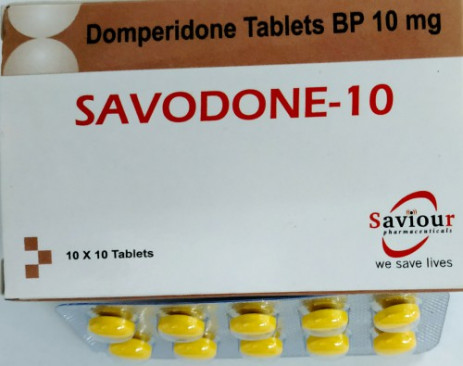 Domperidone Tablets BP 10 mg
SAVODONE-10
Saviour
pharmaceuticals
we save lives
10 X 10 Tablets